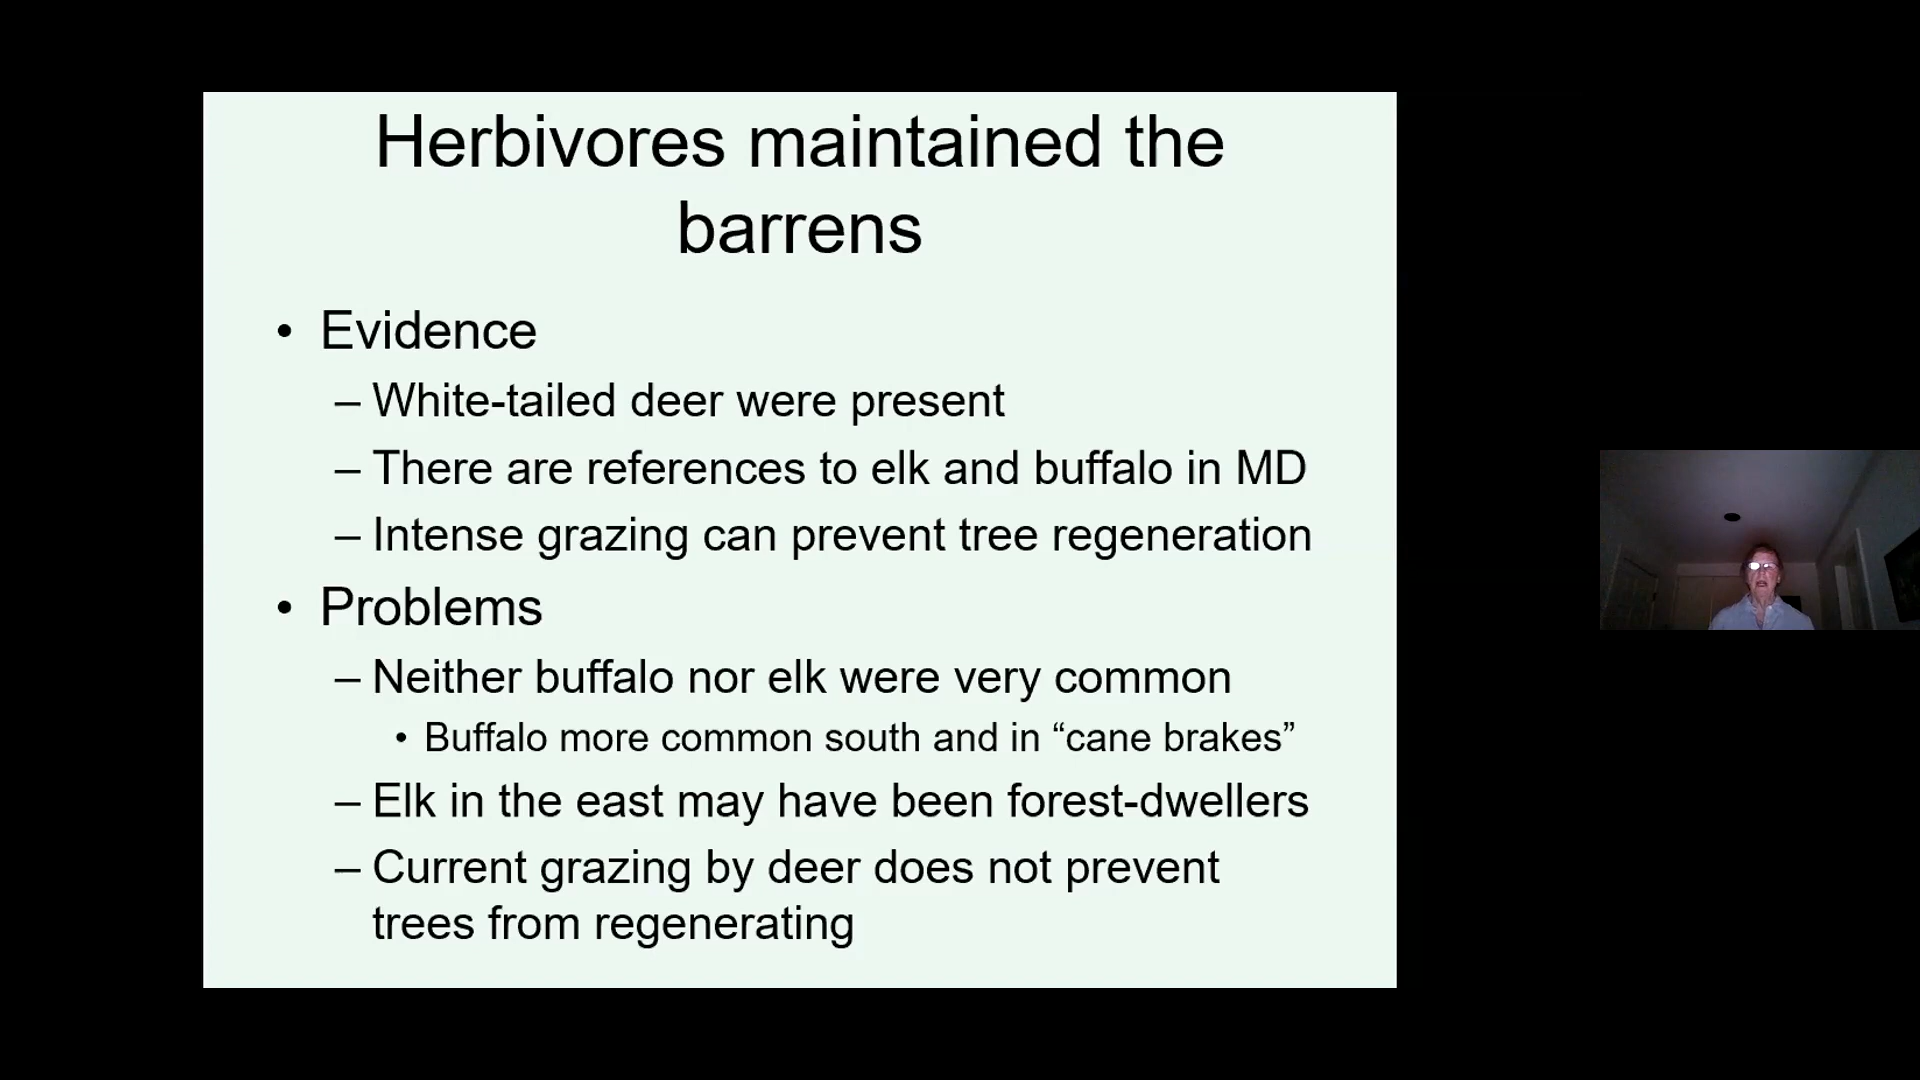 Herbivores maintained the
barrens
• Evidence
– White-tailed deer were present
– There are references to elk and buffalo in MD
– Intense grazing can prevent tree regeneration
• Problems
– Neither buffalo nor elk were very common
• Buffalo more common south and in “cane brakes”
– Elk in the east may have been forest-dwellers
– Current grazing by deer does not prevent
trees from regenerating